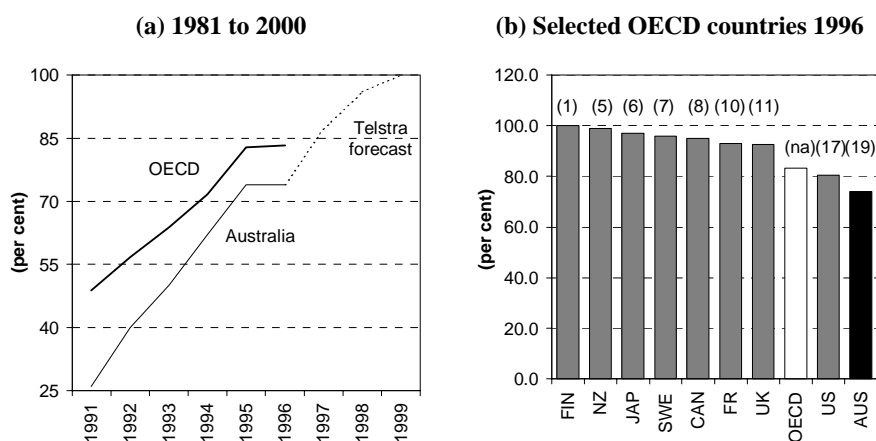 (a) 1981 to 2000
(per cent)
100
85
70
55
40
25
OECD
Australia
Telstra
forecast
1991
1992
1993
1994
1995
1996
1997
1998
1999
(b) Selected OECD countries 1996
(per cent)
120.0
100.0
80.0
60.0
40.0
20.0
0.0
(1)
(5)
(6)
(7)
(8)
(10)
(11)
(na)
(17)
(19)
FIN
NZ
JAP
SWE
CAN
FR
UK
OECD
US
AUS